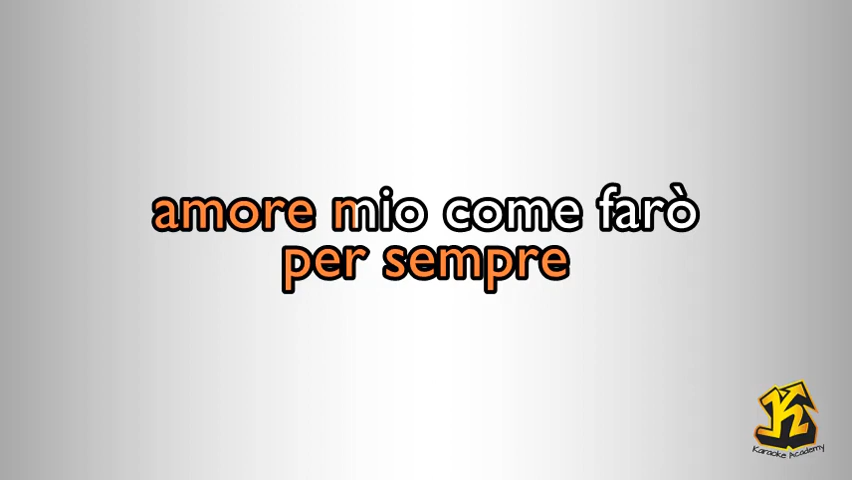 amore mio come farò
per sempre
K
Karaoke Academy